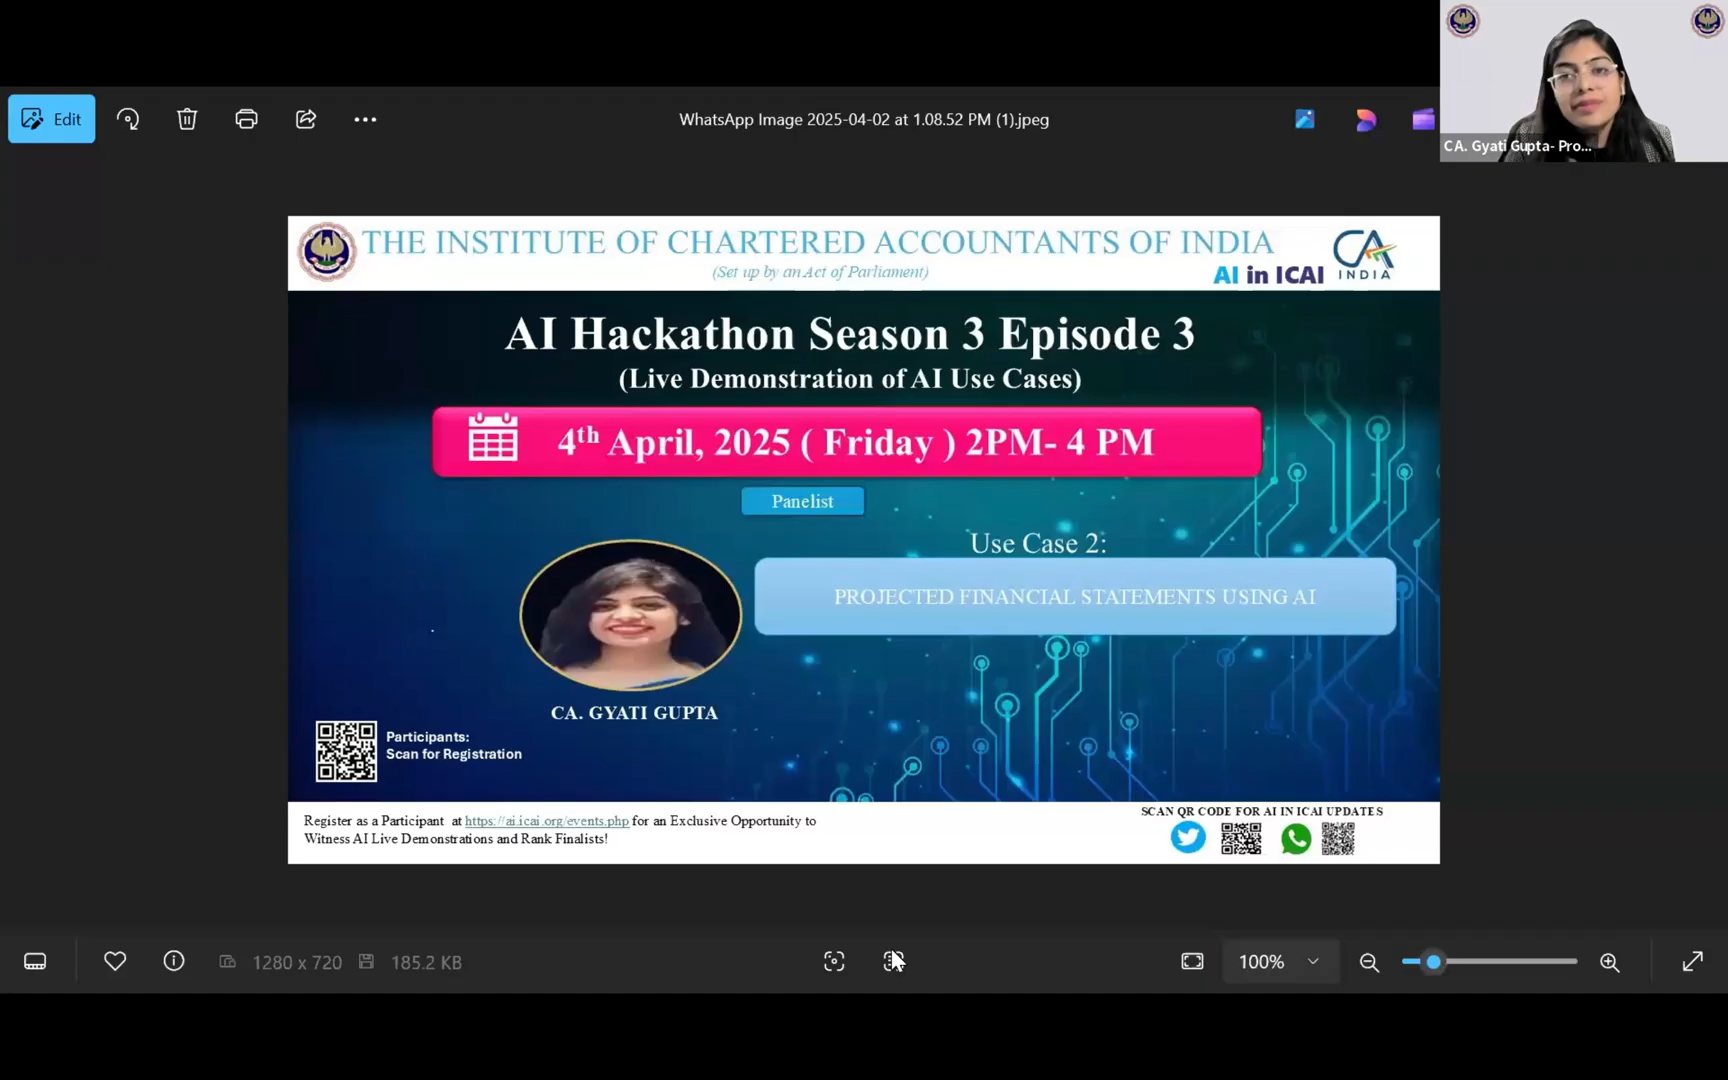 Edit
WhatsApp Image 2025-04-02 at 1.08.52 PM (1).jpeg
CA. Gyati Gupta- Pro...
THE INSTITUTE OF CHARTERED ACCOUNTANTS OF INDIA
(Set up by an Act of Parliament)
AI in ICAI
CA
INDIA
AI Hackathon Season 3 Episode 3
(Live Demonstration of AI Use Cases)
4th April, 2025 ( Friday ) 2PM- 4 PM
Panelist
Use Case 2:
PROJECTED FINANCIAL STATEMENTS USING AI
CA. GYATI GUPTA
Participants:
Scan for Registration
Register as a Participant at https://ai.icai.org/events.php for an Exclusive Opportunity to
Witness AI Live Demonstrations and Rank Finalists!
SCAN QR CODE FOR AI IN ICAI UPDATES
1280 x 720
185.2 KB
100%